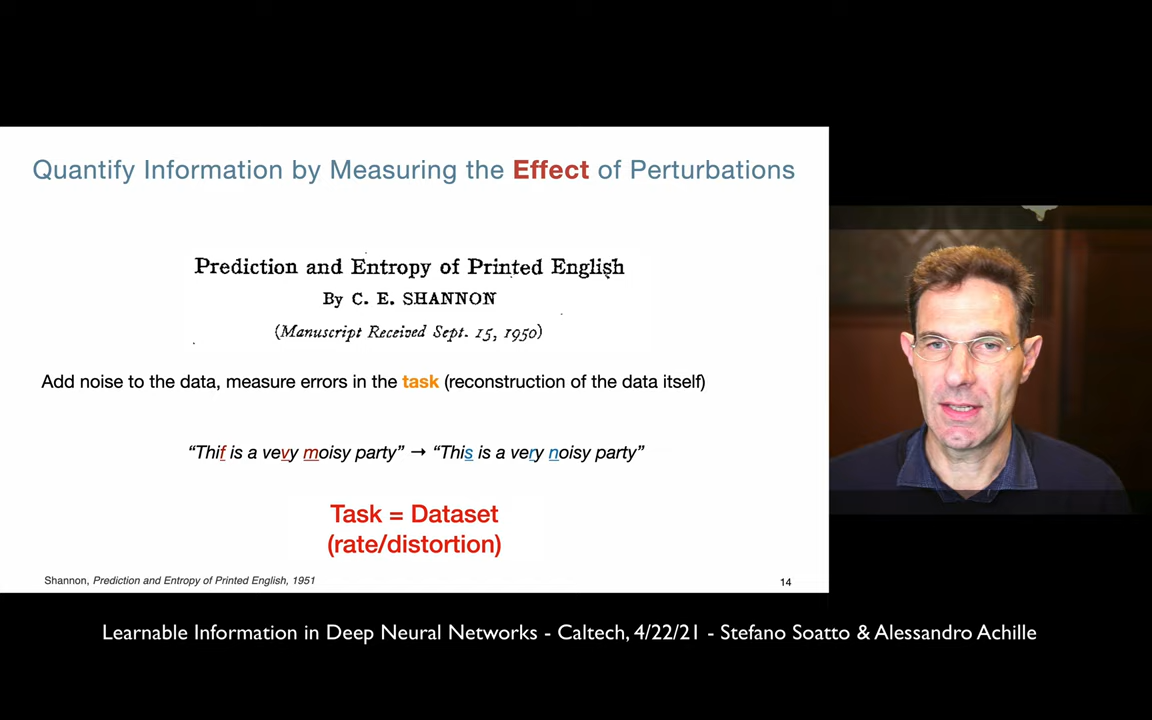 Quantify Information by Measuring the Effect of Perturbations
Prediction and Entropy of Printed English
By C. E. SHANNON
(Manuscript Received Sept. 15, 1950)
Add noise to the data, measure errors in the task (reconstruction of the data itself)
“Thif is a vevy moisy party” → “This is a very noisy party”
Task = Dataset
(rate/distortion)
Shannon, Prediction and Entropy of Printed English, 1951
14
Learnable Information in Deep Neural Networks - Caltech, 4/22/21 - Stefano Soatto & Alessandro Achille